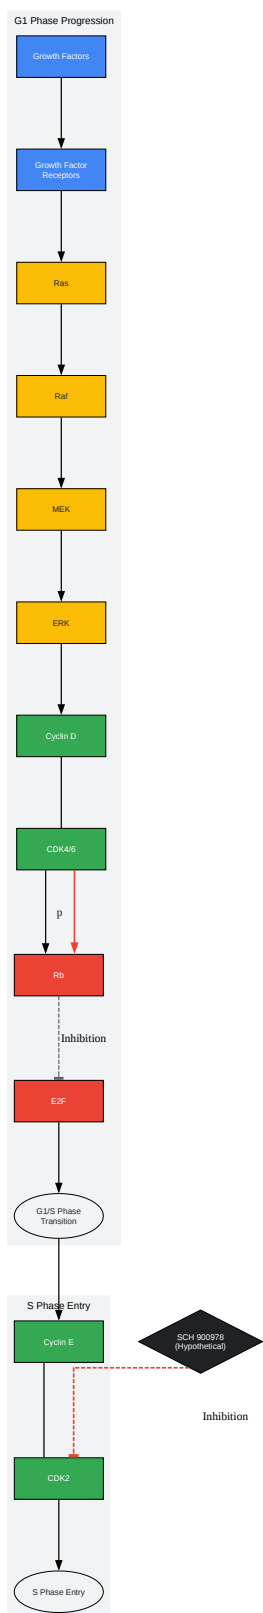 G1 Phase Progression
Growth Factors
Growth Factor
Receptors
Ras
Raf
MEK
ERK
Cyclin D
CDK4/6
p
Rb
Inhibition
E2F
G1/S Phase
Transition
S Phase Entry
Cyclin E
SCH 900978
(Hypothetical)
Inhibition
CDK2
S Phase Entry